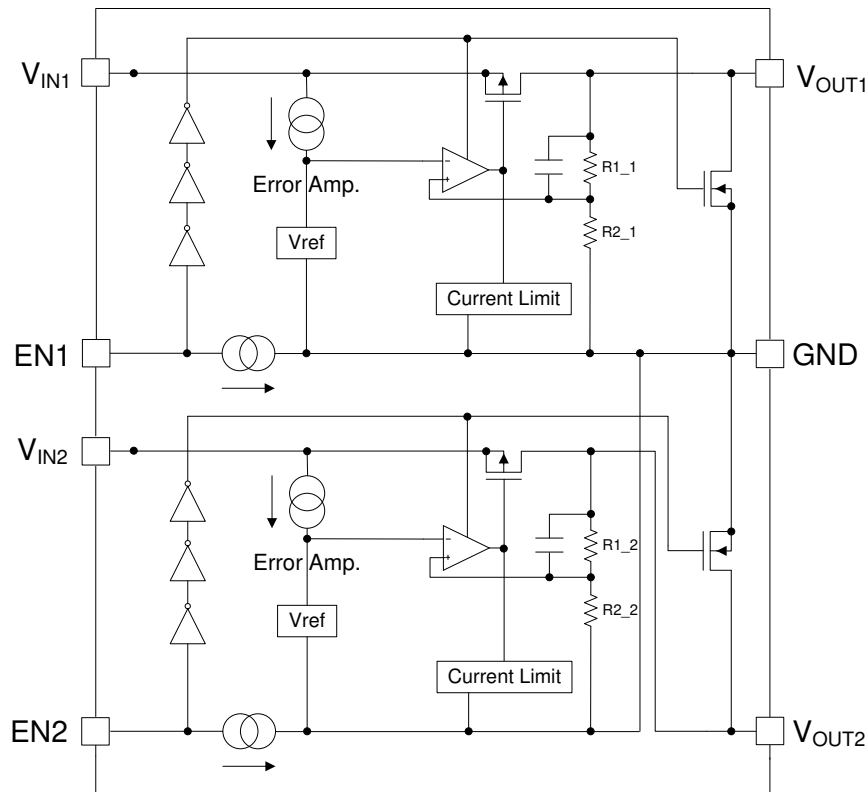 VIN1
VOUT1
Error Amp.
-
+
R1_1
R2_1
Vref
Current Limit
EN1
GND
VIN2
Error Amp.
-
+
R1_2
R2_2
Vref
Current Limit
EN2
VOUT2